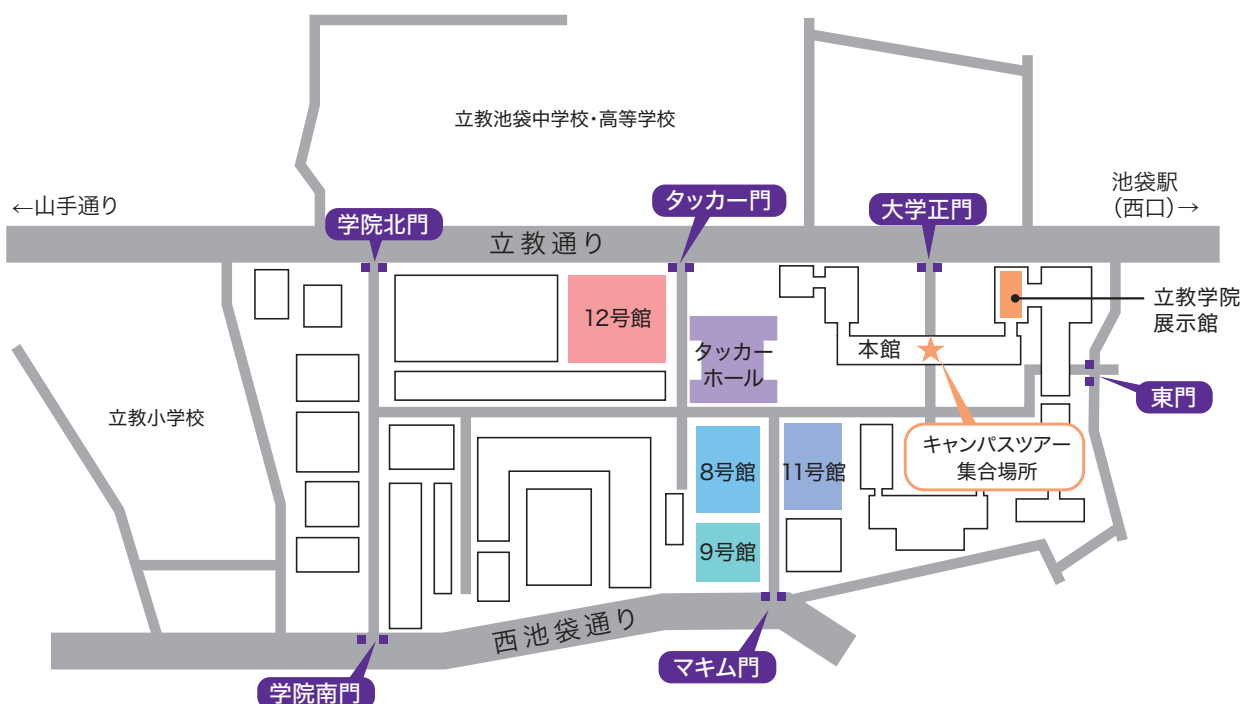 立教池袋中学校・高等学校
←山手通り
池袋駅
（西口）→
学院北門
タッカー門
大学正門
立教通り
12号館
タッカー
ホール
本館
立教学院
展示館
立教小学校
東門
キャンパスツアー
集合場所
8号館
11号館
9号館
西池袋通り
マキム門
学院南門